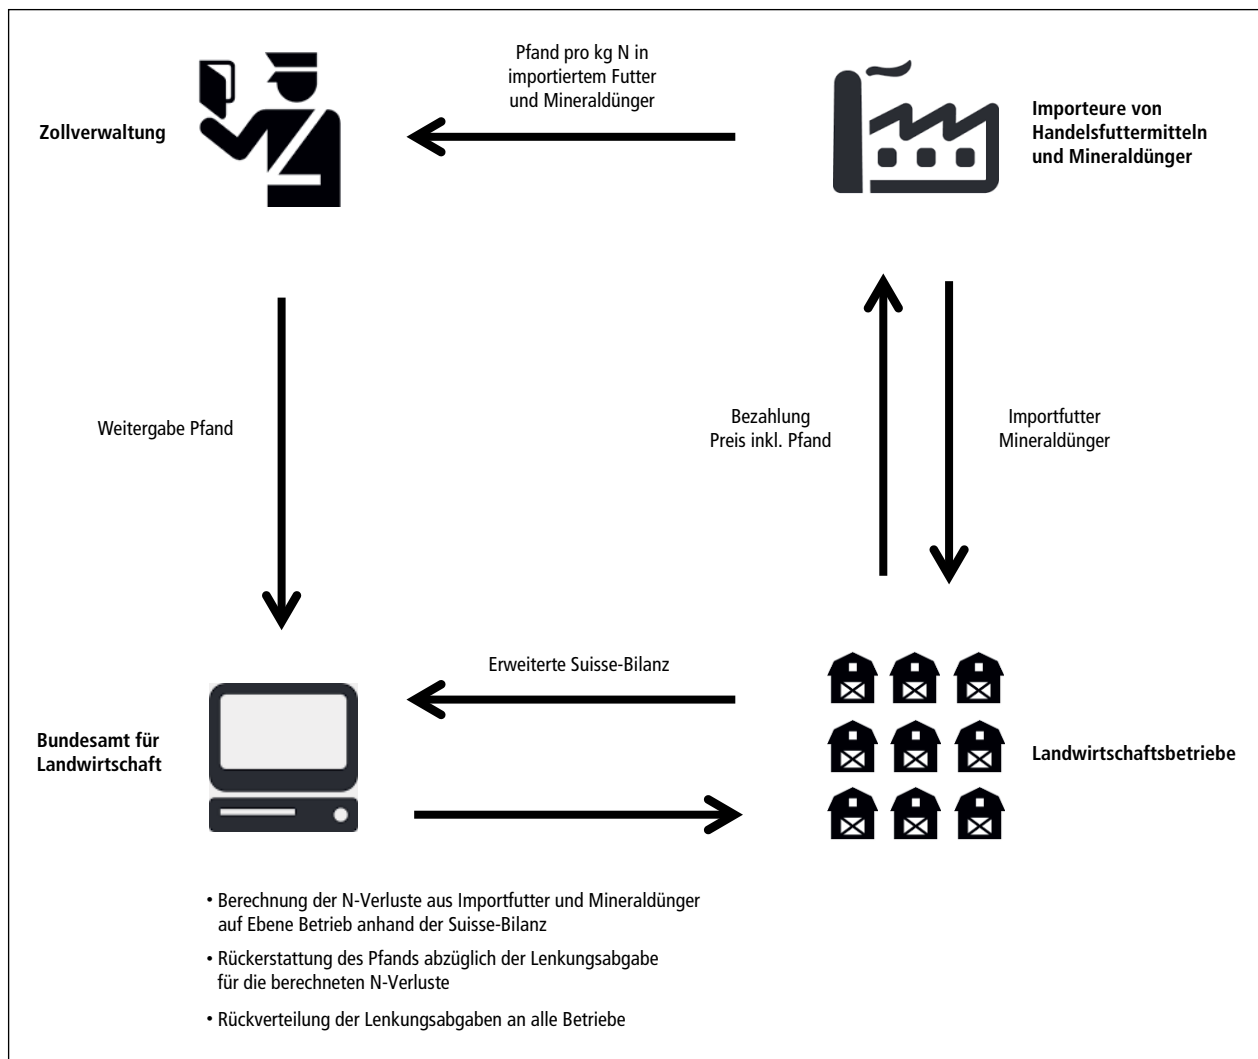 Pfand pro kg N in
importiertem Futter
und Mineraldünger
Zollverwaltung
Importeure von
Handelsfuttermitteln
und Mineraldünger
Weitergabe Pfand
Bezahlung
Preis inkl. Pfand
Importfutter
Mineraldünger
Erweiterte Suisse-Bilanz
Bundesamt für
Landwirtschaft
Landwirtschaftsbetriebe
• Berechnung der N-Verluste aus Importfutter und Mineraldünger
auf Ebene Betrieb anhand der Suisse-Bilanz
• Rückerstattung des Pfands abzüglich der Lenkungsabgabe
für die berechneten N-Verluste
• Rückverteilung der Lenkungsabgaben an alle Betriebe